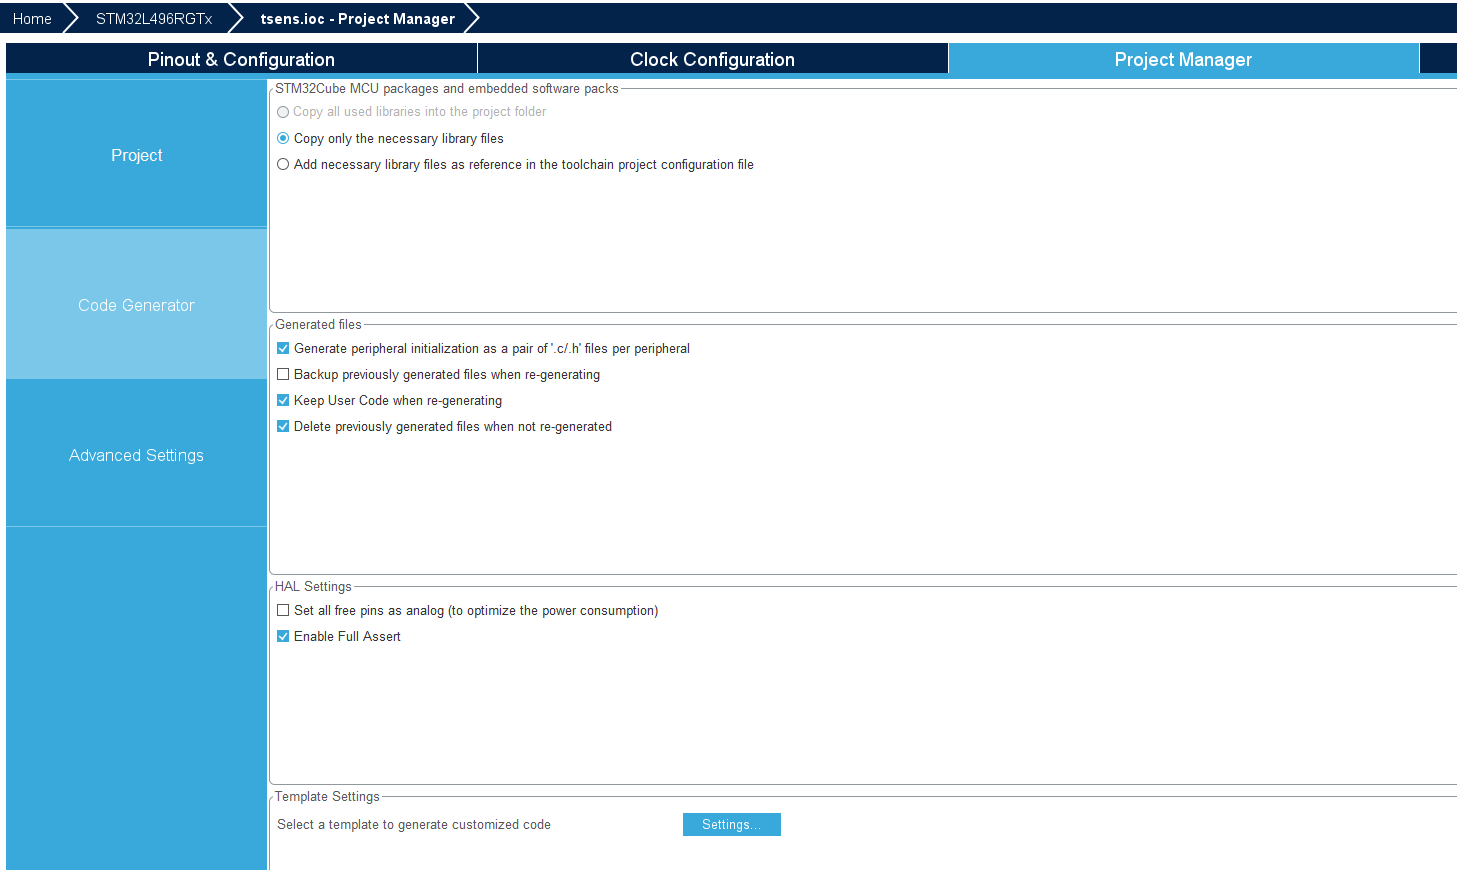 Home STM32L496RGTx tsens.ioc - Project Manager
Pinout & Configuration Clock Configuration Project Manager
Project
Code Generator
Advanced Settings
STM32Cube MCU packages and embedded software packs
Copy all used libraries into the project folder
Copy only the necessary library files
Add necessary library files as reference in the toolchain project configuration file
Generated files
Generate peripheral initialization as a pair of '.c/.h' files per peripheral
Backup previously generated files when re-generating
Keep User Code when re-generating
Delete previously generated files when not re-generated
HAL Settings
Set all free pins as analog (to optimize the power consumption)
Enable Full Assert
Template Settings
Select a template to generate customized code Settings...